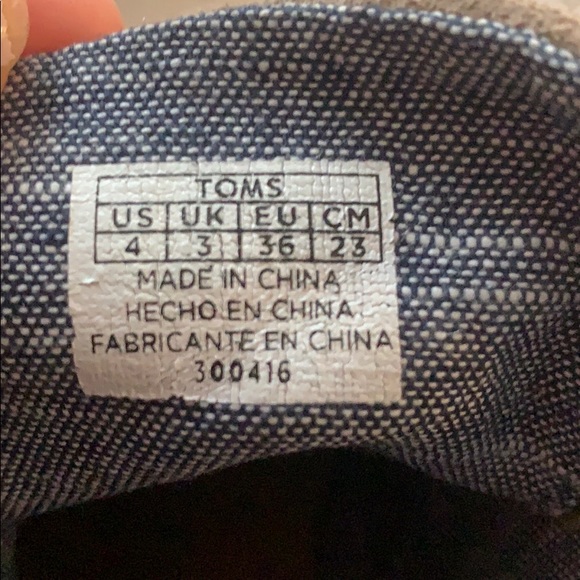 TOMS
US UK EU CM
4 3 36 23
MADE IN CHINA
HECHO EN CHINA
FABRICANTE EN CHINA
300416